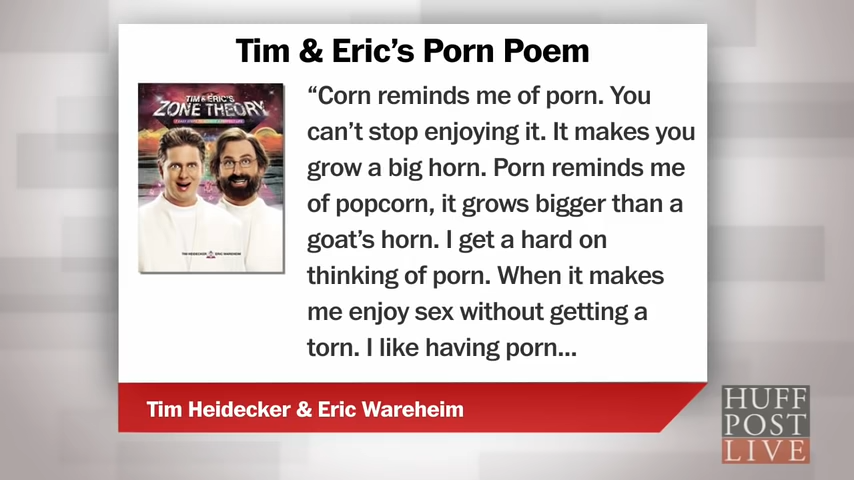 Tim & Eric’s Porn Poem
TIM & ERIC'S
ZONE THEORY
“Corn reminds me of porn. You
can’t stop enjoying it. It makes you
grow a big horn. Porn reminds me
of popcorn, it grows bigger than a
goat’s horn. I get a hard on
thinking of porn. When it makes
me enjoy sex without getting a
torn. I like having porn...
TIM HEIDECKER
ERIC WAREHEIM
Tim Heidecker & Eric Wareheim
HUFF
POST
LIVE